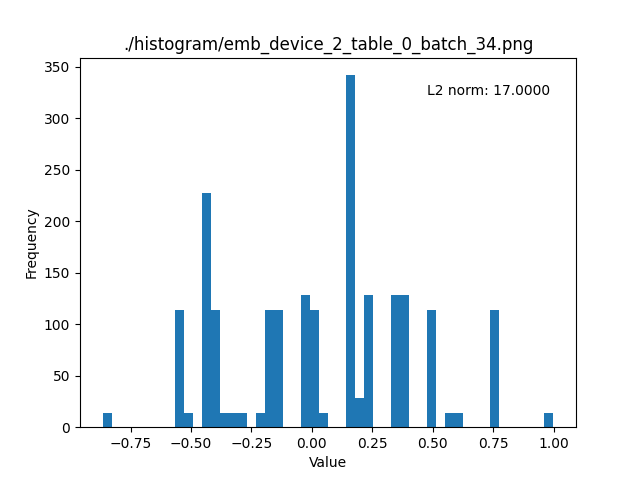 ./histogram/emb_device_2_table_0_batch_34.png
L2 norm: 17.0000
Frequency
350
300
250
200
150
100
50
0
−0.75 −0.50 −0.25 0.00 0.25 0.50 0.75 1.00
Value